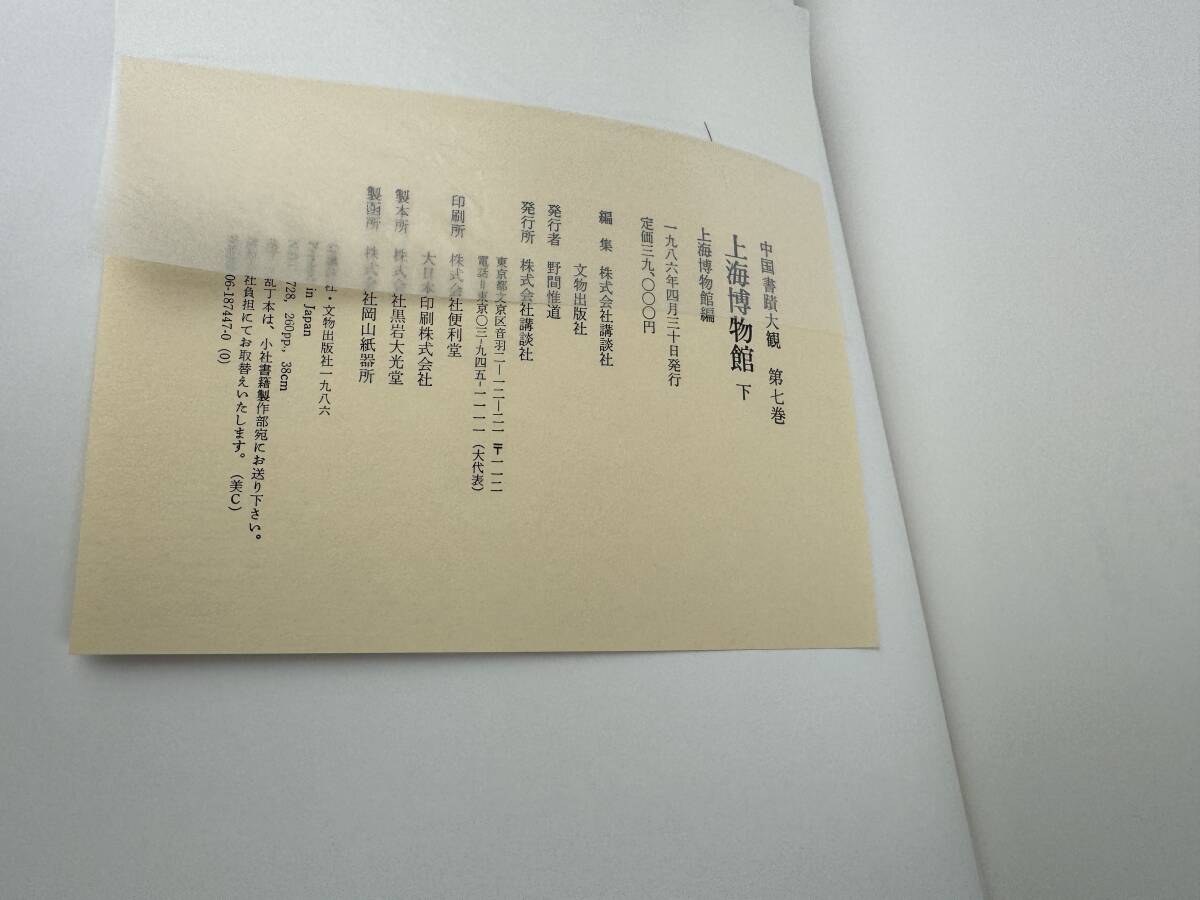 中国書蹟大観　第七巻
上海博物館　下
上海博物館編
一九八六年四月三十日発行
定価三九、〇〇〇円
編　集　株式会社講談社
文物出版社
発行者　野間惟道
発行所　株式会社講談社
東京都文京区音羽二—一二—二一　〒一一二
電話＝東京〇三-九四五-一一一一（大代表）
印刷所　株式会社便利堂
大日本印刷株式会社
製本所　株式会社黒岩大光堂
製函所　株式会社岡山紙器所
社・文物出版社一九八六
in Japan
728, 260pp., 38cm
乱丁本は、小社書籍製作部宛にお送り下さい。
社負担にてお取替えいたします。（美C）
06-187447-0 (0)